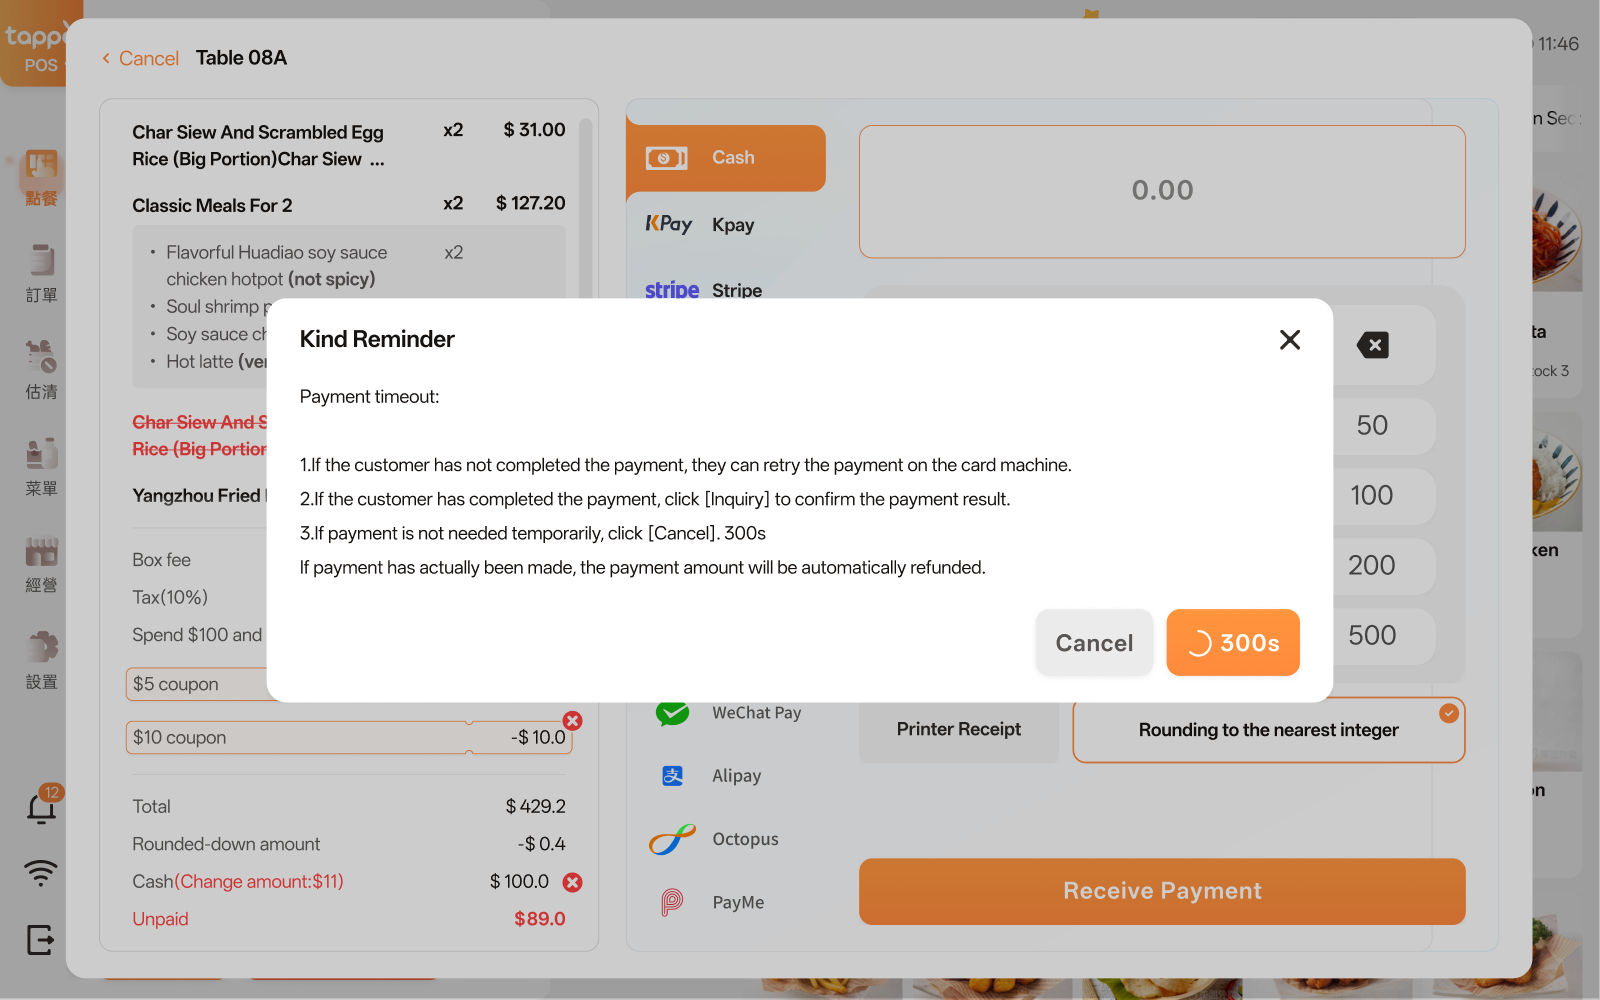 tapp
POS
Cancel Table 08A
11:46
點餐
訂單
估清
菜單
經營
設置
12
Char Siew And Scrambled Egg x2 $ 31.00
Rice (Big Portion)Char Siew ...
Classic Meals For 2 x2 $ 127.20
• Flavorful Huadiao soy sauce x2
chicken hotpot (not spicy)
• Soul shrimp
• Soy sauce
• Hot latte
Char Siew And
Rice (Big
Yangzhou Fried
Box fee
Tax(10%)
Spend $100 and
$5 coupon
$10 coupon -$ 10.0
Total $ 429.2
Rounded-down amount -$ 0.4
Cash(Change amount:$11) $ 100.0
Unpaid $89.0
Cash
KPay Kpay
stripe Stripe
WeChat Pay
Alipay
Octopus
PayMe
0.00
50
100
200
500
Printer Receipt
Rounding to the nearest integer
Receive Payment
Kind Reminder
Payment timeout:
1.If the customer has not completed the payment, they can retry the payment on the card machine.
2.If the customer has completed the payment, click [Inquiry] to confirm the payment result.
3.If payment is not needed temporarily, click [Cancel]. 300s
If payment has actually been made, the payment amount will be automatically refunded.
Cancel
300s